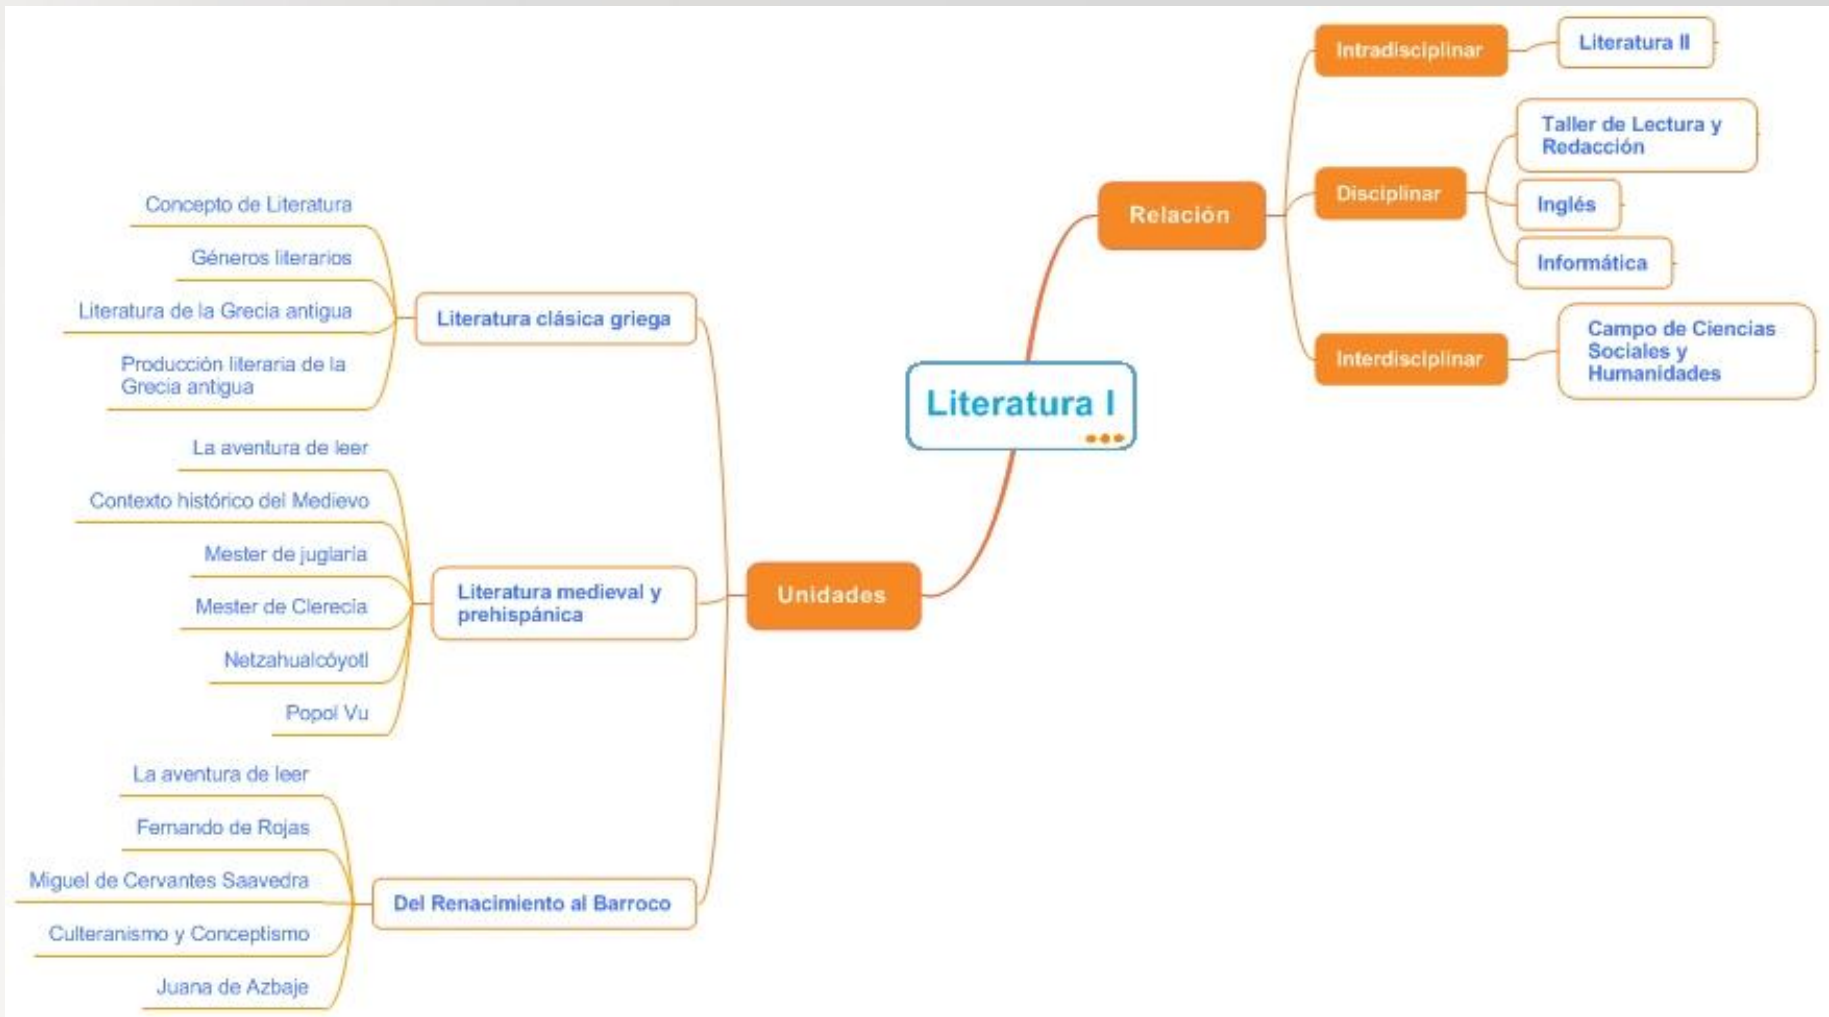 Literatura I
Relación
Intradisciplinar
Literatura II
Disciplinar
Taller de Lectura y
Redacción
Inglés
Informática
Interdisciplinar
Campo de Ciencias
Sociales y
Humanidades
Unidades
Literatura clásica griega
Concepto de Literatura
Géneros literarios
Literatura de la Grecia antigua
Producción literaria de la
Grecia antigua
Literatura medieval y
prehispánica
La aventura de leer
Contexto histórico del Medievo
Mester de juglaría
Mester de Clerecía
Netzahualcóyotl
Popol Vu
Del Renacimiento al Barroco
La aventura de leer
Fernando de Rojas
Miguel de Cervantes Saavedra
Culteranismo y Conceptismo
Juana de Azbaje